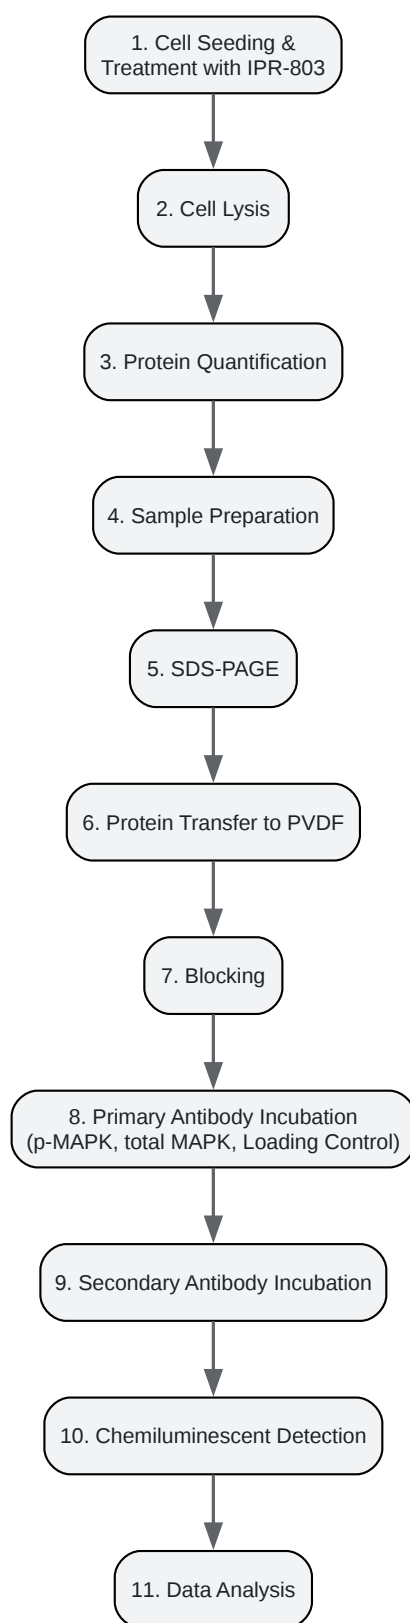 1. Cell Seeding &
Treatment with IPR-803
2. Cell Lysis
3. Protein Quantification
4. Sample Preparation
5. SDS-PAGE
6. Protein Transfer to PVDF
7. Blocking
8. Primary Antibody Incubation
(p-MAPK, total MAPK, Loading Control)
9. Secondary Antibody Incubation
10. Chemiluminescent Detection
11. Data Analysis